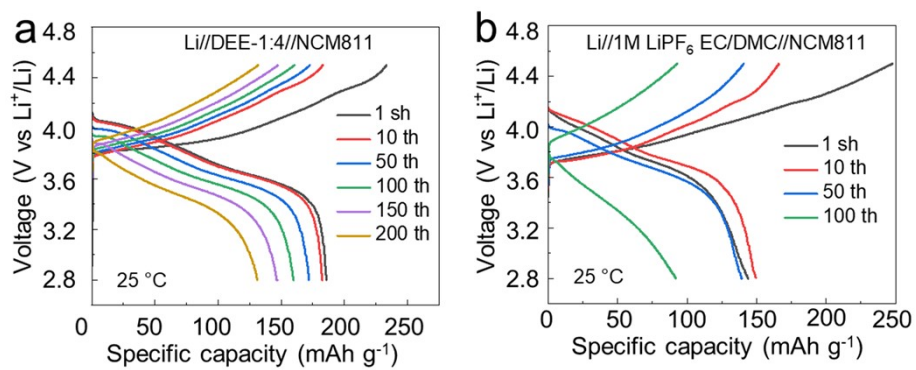 a
Li//DEE-1:4//NCM811
Voltage (V vs Li⁺/Li)
4.8
4.4
4.0
3.6
3.2
2.8
1 sh
10 th
50 th
100 th
150 th
200 th
25 °C
0 50 100 150 200 250
Specific capacity (mAh g⁻¹)
b
Li//1M LiPF₆ EC/DMC//NCM811
Voltage (V vs Li⁺/Li)
4.8
4.4
4.0
3.6
3.2
2.8
1 sh
10 th
50 th
100 th
25 °C
0 50 100 150 200 250
Specific capacity (mAh g⁻¹)